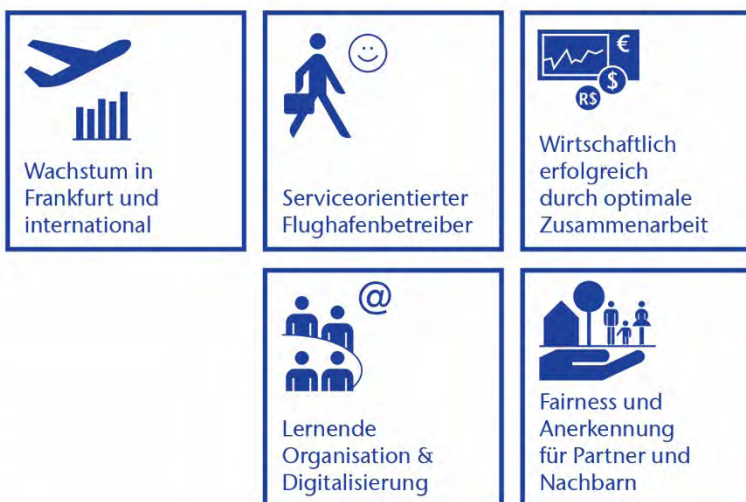 Wachstum in
Frankfurt und
international
Serviceorientierter
Flughafenbetreiber
€
$
R$
Wirtschaftlich
erfolgreich
durch optimale
Zusammenarbeit
@
Lernende
Organisation &
Digitalisierung
Fairness und
Anerkennung
für Partner und
Nachbarn